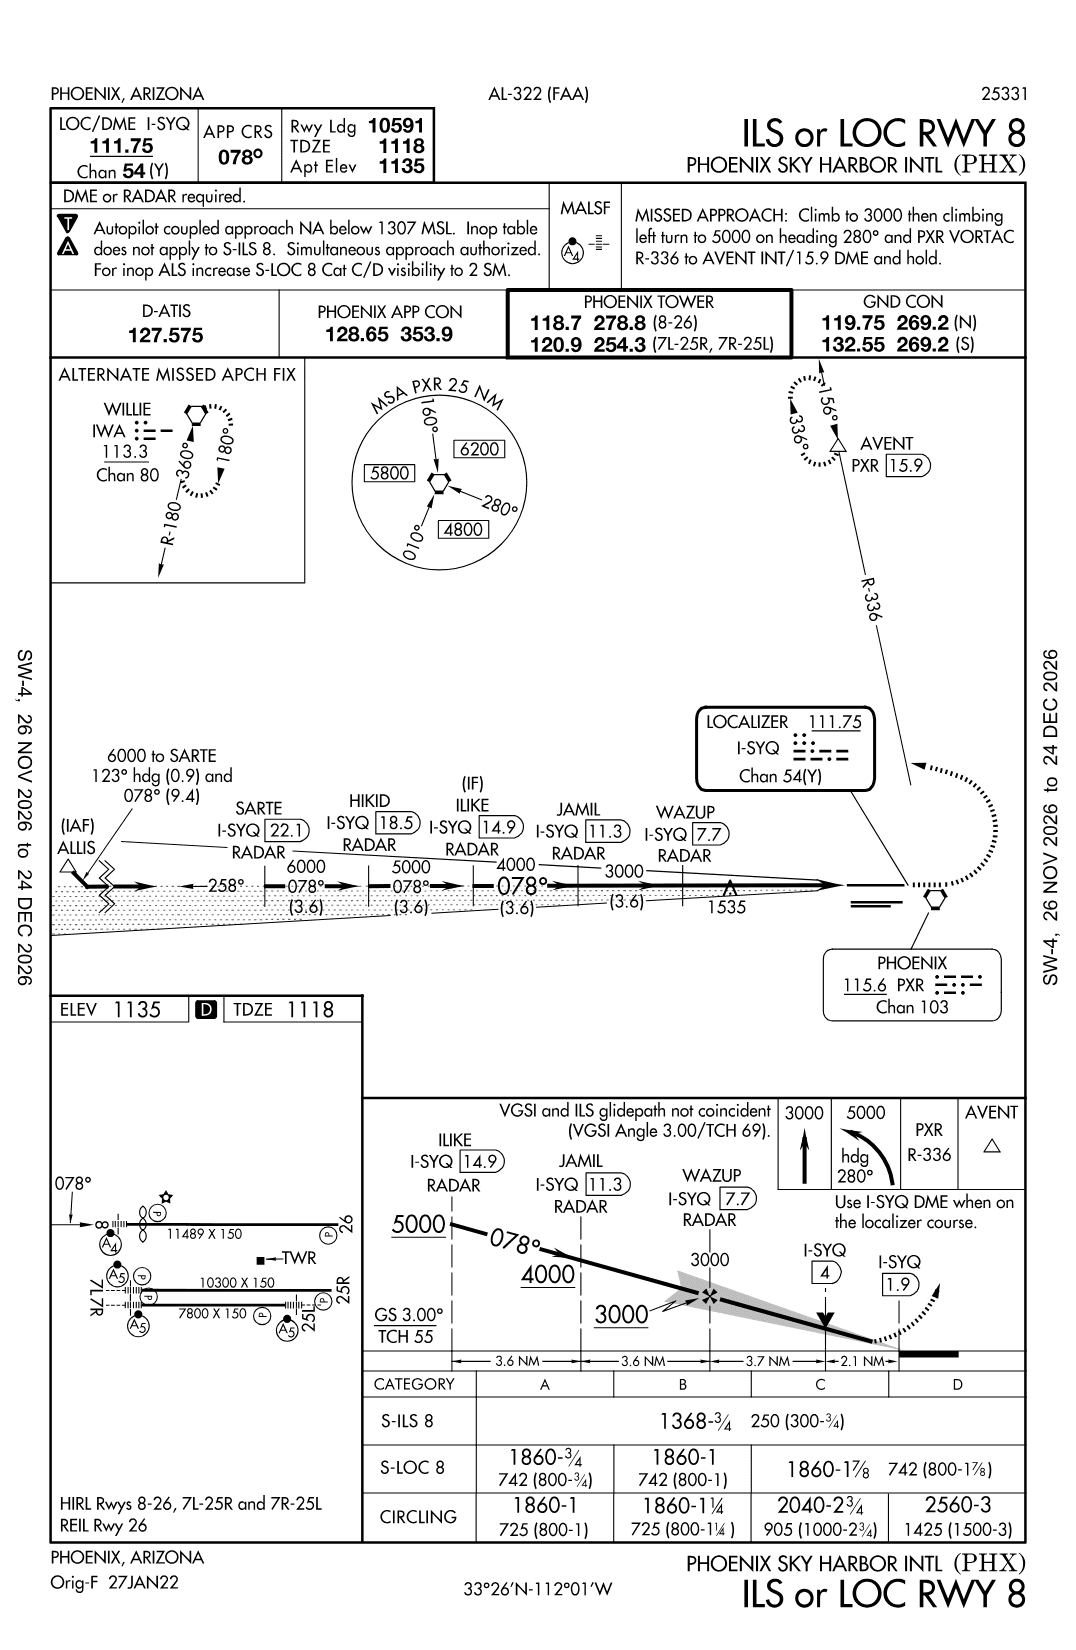 PHOENIX, ARIZONA
AL-322 (FAA)
25331
LOC/DME I-SYQ
111.75
Chan 54 (Y)
APP CRS
078°
Rwy Ldg 10591
TDZE 1118
Apt Elev 1135
ILS or LOC RWY 8
PHOENIX SKY HARBOR INTL (PHX)
DME or RADAR required.
T
A
Autopilot coupled approach NA below 1307 MSL. Inop table
does not apply to S-ILS 8. Simultaneous approach authorized.
For inop ALS increase S-LOC 8 Cat C/D visibility to 2 SM.
MALSF
A4
MISSED APPROACH: Climb to 3000 then climbing
left turn to 5000 on heading 280° and PXR VORTAC
R-336 to AVENT INT/15.9 DME and hold.
D-ATIS
127.575
PHOENIX APP CON
128.65 353.9
PHOENIX TOWER
118.7 278.8 (8-26)
120.9 254.3 (7L-25R, 7R-25L)
GND CON
119.75 269.2 (N)
132.55 269.2 (S)
ALTERNATE MISSED APCH FIX
WILLIE
IWA
113.3
Chan 80
360°
180°
R-180
MSA PXR 25 NM
160°
6200
5800
280°
4800
010°
156°
336°
AVENT
PXR 15.9
R-336
LOCALIZER 111.75
I-SYQ
Chan 54(Y)
6000 to SARTE
123° hdg (0.9) and
078° (9.4)
(IAF)
ALLIS
SARTE
I-SYQ 22.1
RADAR
HIKID
I-SYQ 18.5
RADAR
(IF)
ILIKE
I-SYQ 14.9
RADAR
JAMIL
I-SYQ 11.3
RADAR
WAZUP
I-SYQ 7.7
RADAR
258°
6000
078°
(3.6)
5000
078°
(3.6)
4000
078°
(3.6)
3000
(3.6)
1535
PHOENIX
115.6 PXR
Chan 103
SW-4, 26 NOV 2026 to 24 DEC 2026
SW-4, 26 NOV 2026 to 24 DEC 2026
ELEV 1135
D
TDZE 1118
078°
P
A4
11489 X 150
P
26
TWR
A5
P
7L
7R
10300 X 150
P
7800 X 150
P
P
25R
25L
A5
A5
HIRL Rwys 8-26, 7L-25R and 7R-25L
REIL Rwy 26
VGSI and ILS glidepath not coincident
(VGSI Angle 3.00/TCH 69).
3000
5000
hdg
280°
PXR
R-336
AVENT
Use I-SYQ DME when on
the localizer course.
ILIKE
I-SYQ 14.9
RADAR
JAMIL
I-SYQ 11.3
RADAR
WAZUP
I-SYQ 7.7
RADAR
I-SYQ
4
I-SYQ
1.9
5000
078°
4000
3000
3000
GS 3.00°
TCH 55
3.6 NM
3.6 NM
3.7 NM
2.1 NM
CATEGORY A B C D
S-ILS 8 1368-¾ 250 (300-¾)
S-LOC 8
1860-¾
742 (800-¾)
1860-1
742 (800-1)
1860-1⅞ 742 (800-1⅞)
CIRCLING
1860-1
725 (800-1)
1860-1¼
725 (800-1¼ )
2040-2¾
905 (1000-2¾)
2560-3
1425 (1500-3)
PHOENIX, ARIZONA
Orig-F 27JAN22
33°26'N-112°01'W
PHOENIX SKY HARBOR INTL (PHX)
ILS or LOC RWY 8